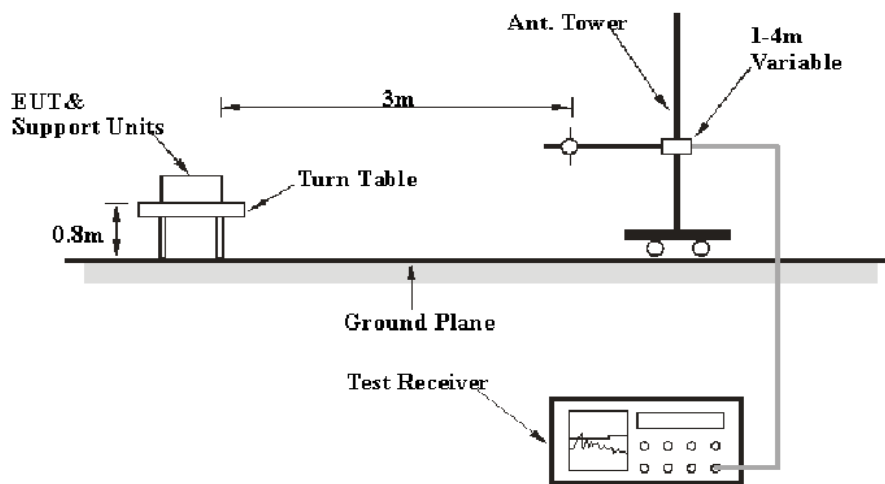 Ant. Tower
1-4m
Variable
3m
EUT&
Support Units
Turn Table
0.8m
Ground Plane
Test Receiver